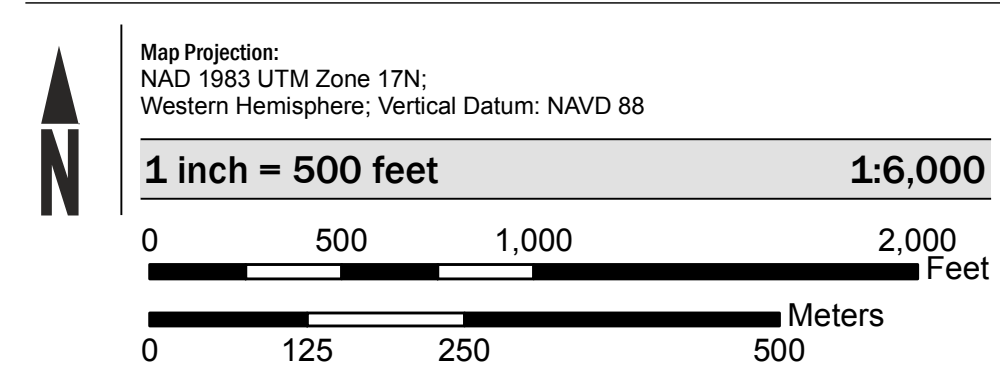 N
Map Projection:
NAD 1983 UTM Zone 17N;
Western Hemisphere; Vertical Datum: NAVD 88
1 inch = 500 feet 1:6,000
0 500 1,000 2,000
Feet
Meters
0 125 250 500